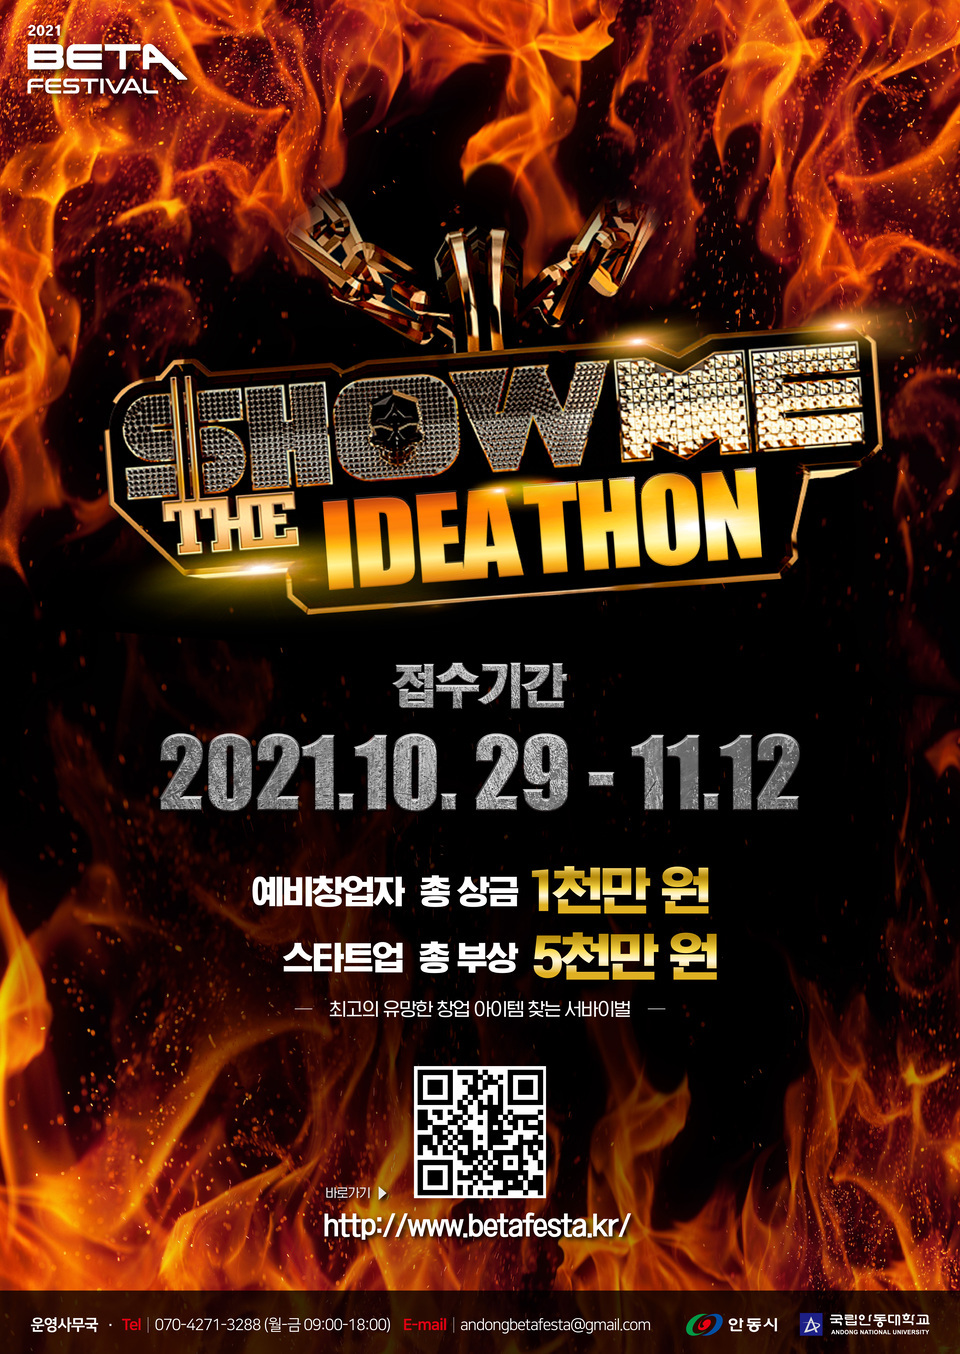 2021
BETA
FESTIVAL
$HOW ME
THE IDEATHON
접수기간
2021.10. 29 - 11.12
예비창업자 총 상금 1천만 원
스타트업 총 부상 5천만 원
최고의 유망한 창업 아이템 찾는 서바이벌
바로가기 ▶
http://www.betafesta.kr/
운영사무국 · Tel | 070-4271-3288 (월-금 09:00-18:00) E-mail | andongbetafesta@gmail.com
안동시
국립안동대학교
ANDONG NATIONAL UNIVERSITY